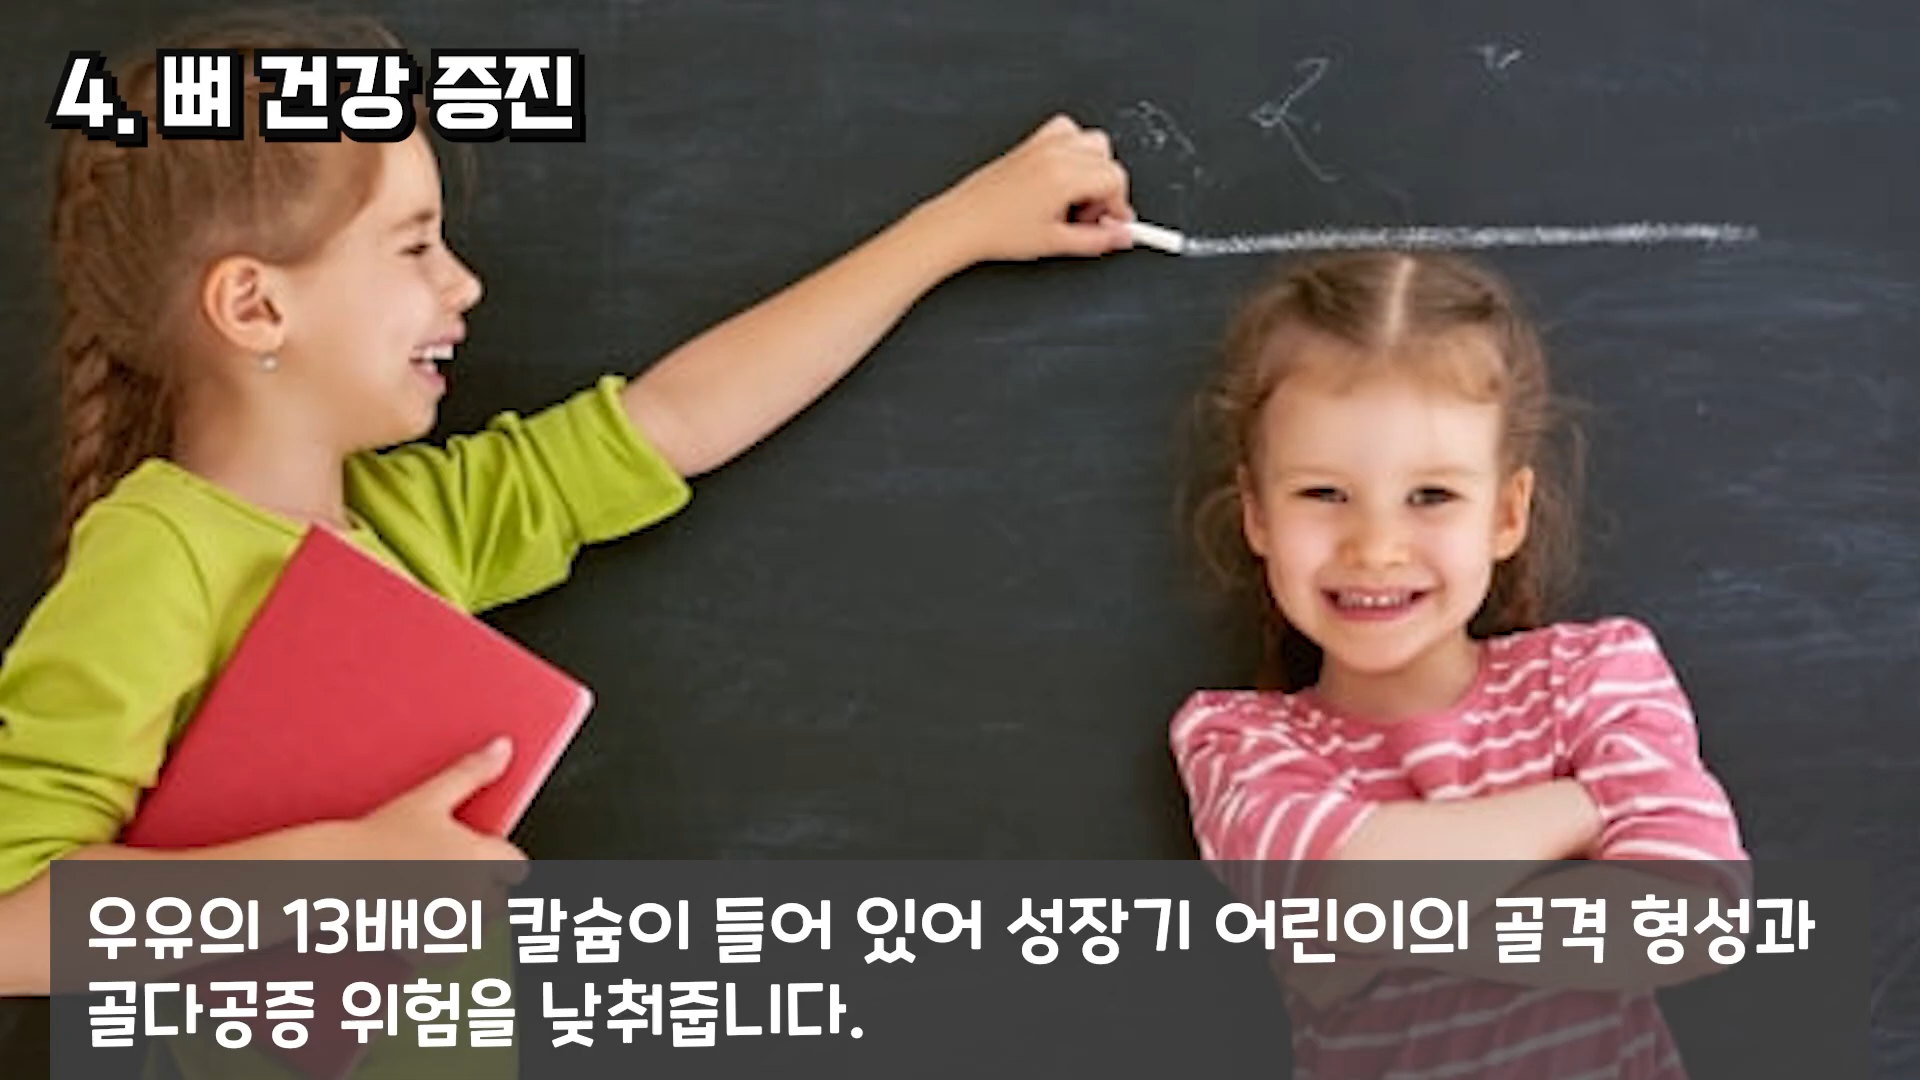 4. 뼈 건강 증진
우유의 13배의 칼슘이 들어 있어 성장기 어린이의 골격 형성과
골다공증 위험을 낮춰줍니다.